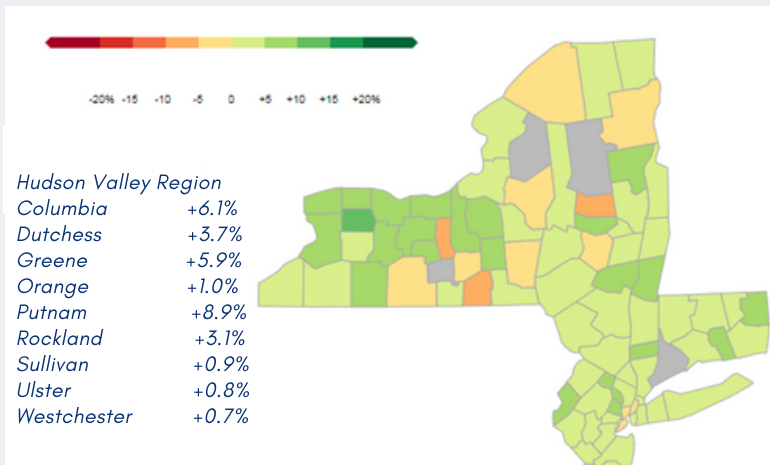 -20% -15 -10 -5 0 +5 +10 +15 +20%
Hudson Valley Region
Columbia +6.1%
Dutchess +3.7%
Greene +5.9%
Orange +1.0%
Putnam +8.9%
Rockland +3.1%
Sullivan +0.9%
Ulster +0.8%
Westchester +0.7%